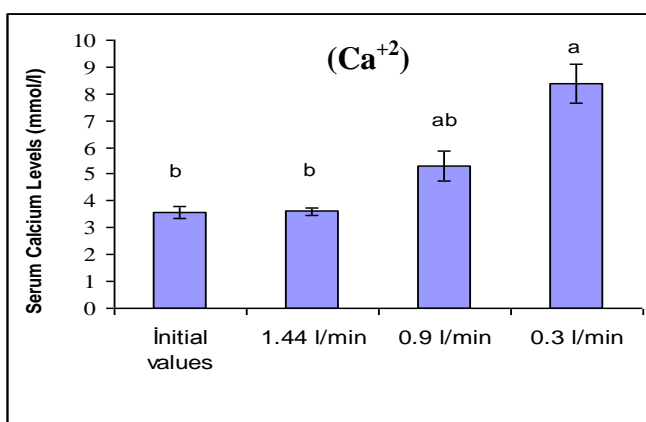 (Ca⁺²)
Serum Calcium Levels (mmol/l)
10
9
8
7
6
5
4
3
2
1
0
b
b
ab
a
İnitial values
1.44 l/min
0.9 l/min
0.3 l/min